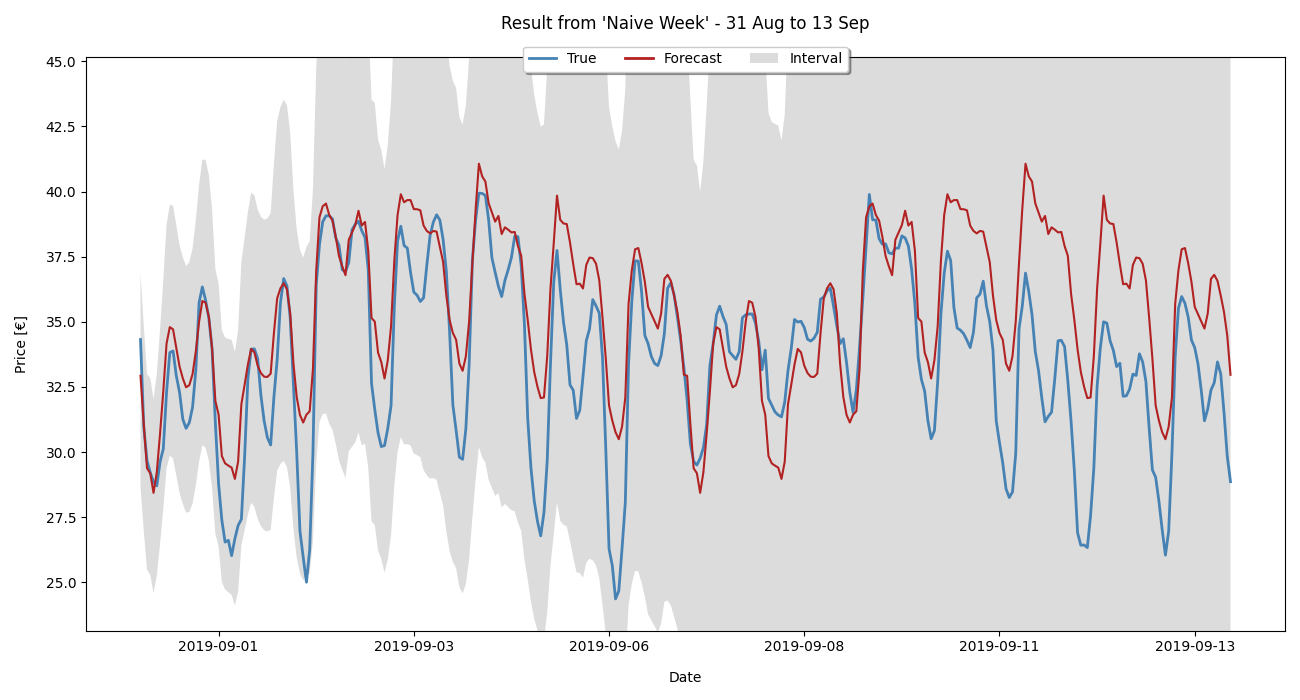 Result from 'Naive Week' - 31 Aug to 13 Sep
True Forecast Interval
45.0
42.5
40.0
37.5
35.0
32.5
30.0
27.5
25.0
Price [€]
2019-09-01 2019-09-03 2019-09-06 2019-09-08 2019-09-11 2019-09-13
Date